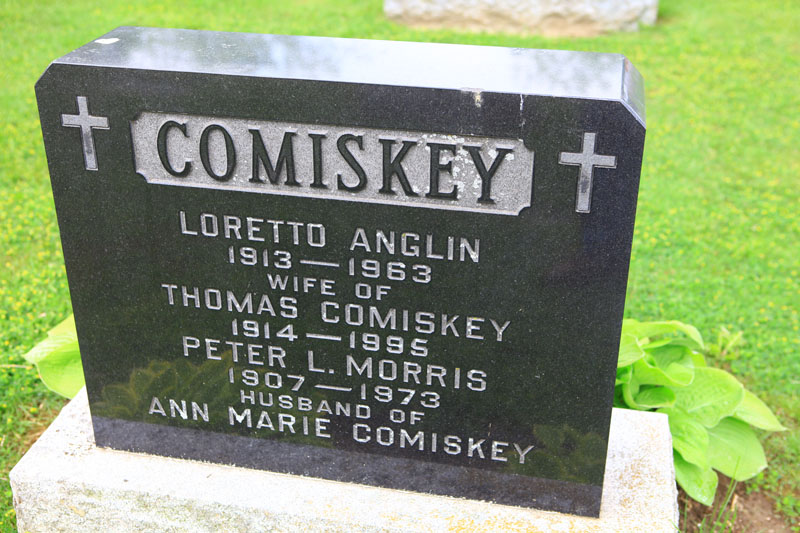 COMISKEY
LORETTO ANGLIN
1913—1963
WIFE OF
THOMAS COMISKEY
1914—1995
PETER L. MORRIS
1907—1973
HUSBAND OF
ANN MARIE COMISKEY